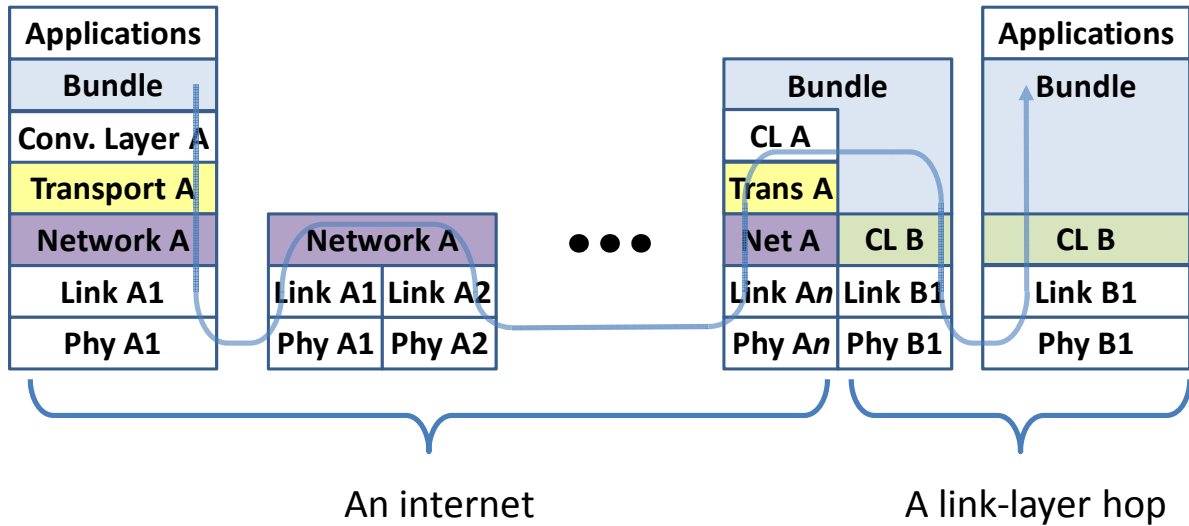 Applications
Bundle
Conv. Layer A
Transport A
Network A
Link A1
Phy A1
Network A
Link A1 Link A2
Phy A1 Phy A2
Bundle
CL A
Trans A
Net A CL B
Link An Link B1
Phy An Phy B1
Applications
Bundle
CL B
Link B1
Phy B1
An internet
A link-layer hop